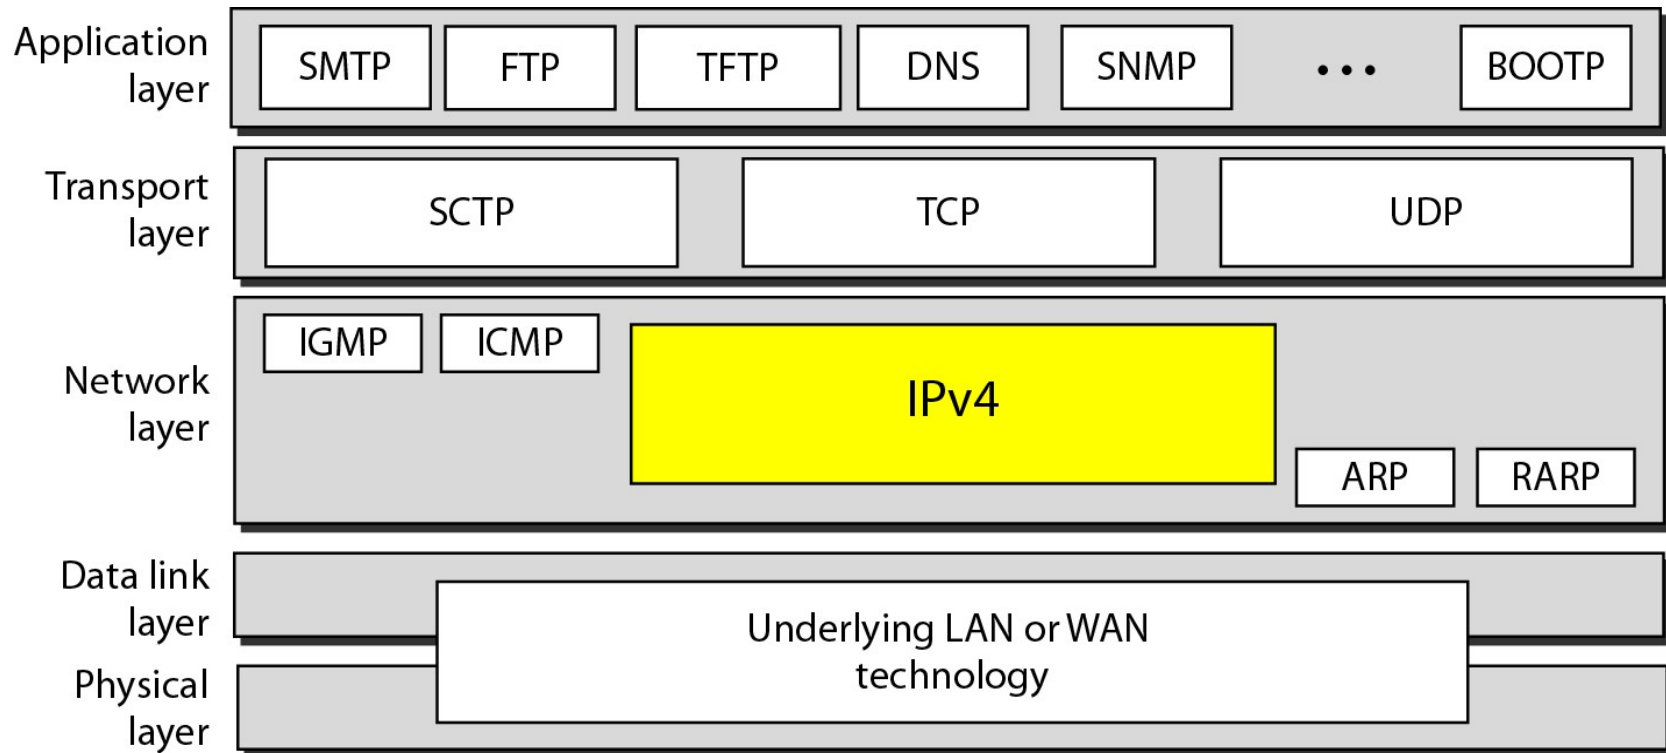 Application
layer
SMTP
FTP
TFTP
DNS
SNMP
...
BOOTP
Transport
layer
SCTP
TCP
UDP
Network
layer
IGMP
ICMP
IPv4
ARP
RARP
Data link
layer
Underlying LAN or WAN
technology
Physical
layer